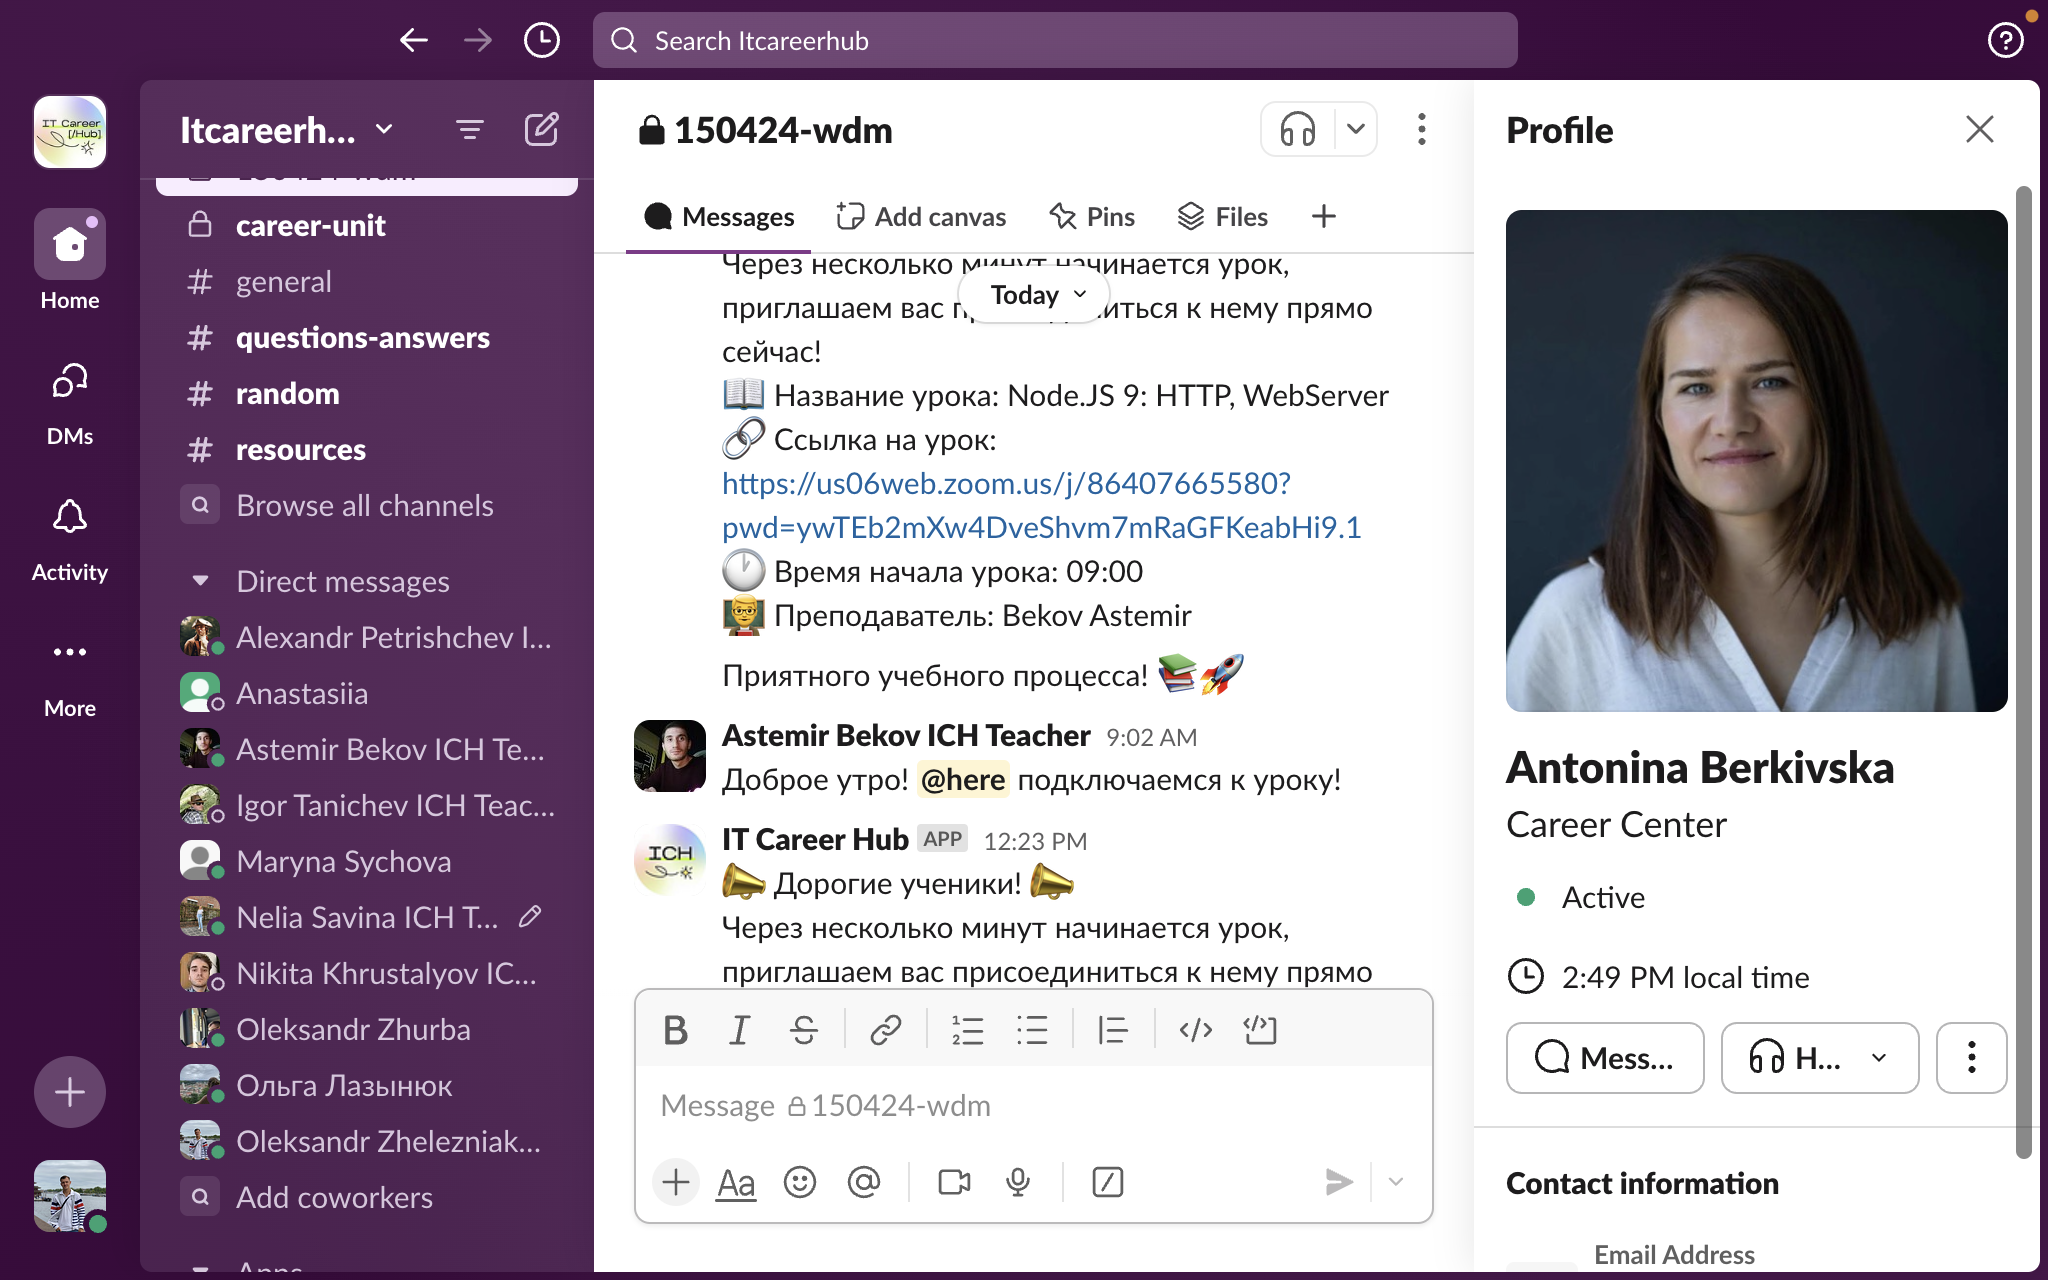 Search Itcareerhub
IT Career
[/Hub]
Home
DMs
Activity
More
Itcareerh...
career-unit
general
questions-answers
random
resources
Browse all channels
Direct messages
Alexandr Petrishchev I...
Anastasiia
Astemir Bekov ICH Te...
Igor Tanichev ICH Teac...
Maryna Sychova
Nelia Savina ICH T...
Nikita Khrustalyov IC...
Oleksandr Zhurba
Ольга Лазынюк
Oleksandr Zhelezniak...
Add coworkers
Apps
150424-wdm
Messages
Add canvas
Pins
Files
Today
Через несколько минут начинается урок,
приглашаем вас к нему прямо
сейчас!
Название урока: Node.JS 9: HTTP, WebServer
Ссылка на урок:
https://us06web.zoom.us/j/86407665580?
pwd=ywTEb2mXw4DveShvm7mRaGFKeabHi9.1
Время начала урока: 09:00
Преподаватель: Bekov Astemir
Приятного учебного процесса!
Astemir Bekov ICH Teacher 9:02 AM
Доброе утро! @here подключаемся к уроку!
ICH
IT Career Hub APP 12:23 PM
Дорогие ученики!
Через несколько минут начинается урок,
приглашаем вас присоединиться к нему прямо
Message 150424-wdm
Aa
Profile
Antonina Berkivska
Career Center
Active
2:49 PM local time
Mess...
H...
Contact information
Email Address